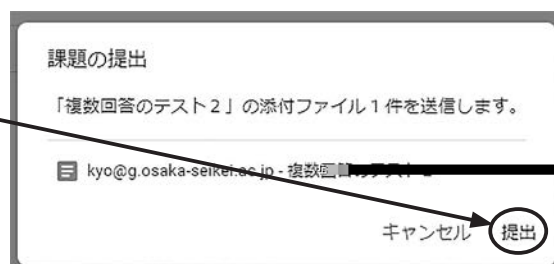 課題の提出
「複数回答のテスト２」の添付ファイル１件を送信します。
kyo@g.osaka-seikei.ac.jp - 複数回
キャンセル 提出